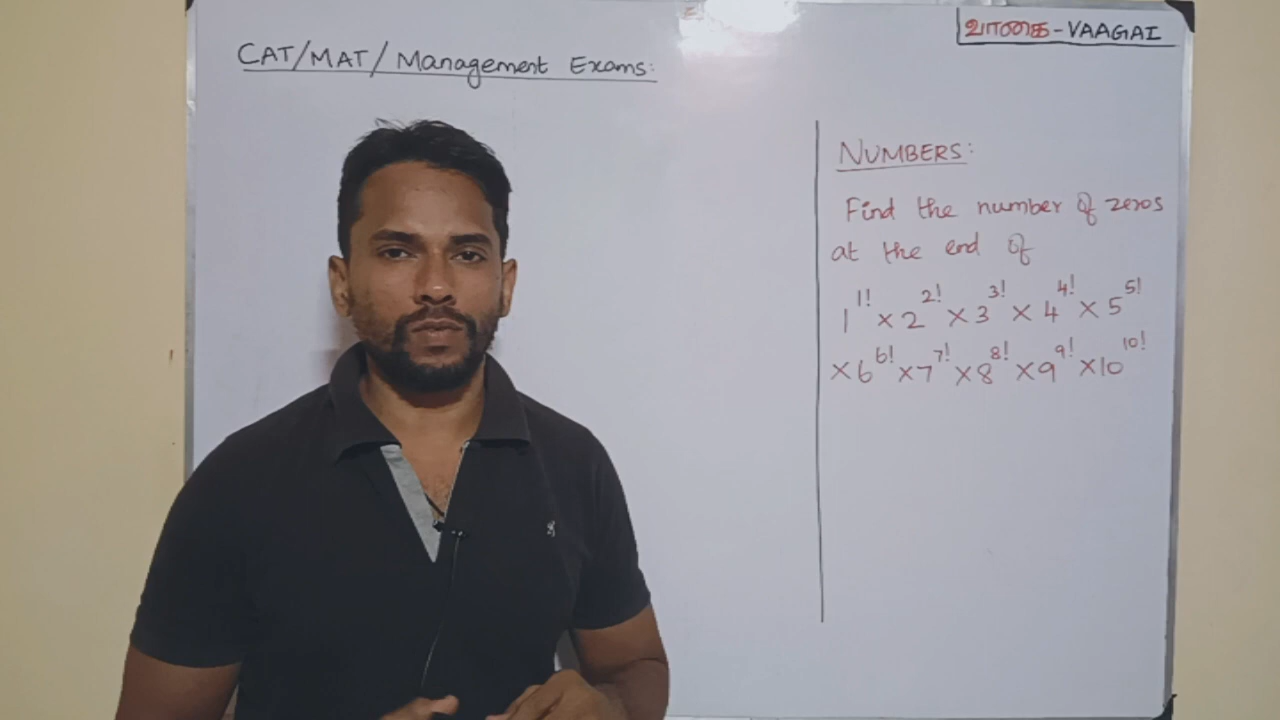 வாகை - VAAGAI
CAT/MAT/ Management Exams:
NUMBERS:
Find the number of zeros
at the end of
1^1! × 2^2! × 3^3! × 4^4! × 5^5!
×6^6! ×7^7! ×8^8! ×9^9! ×10^10!